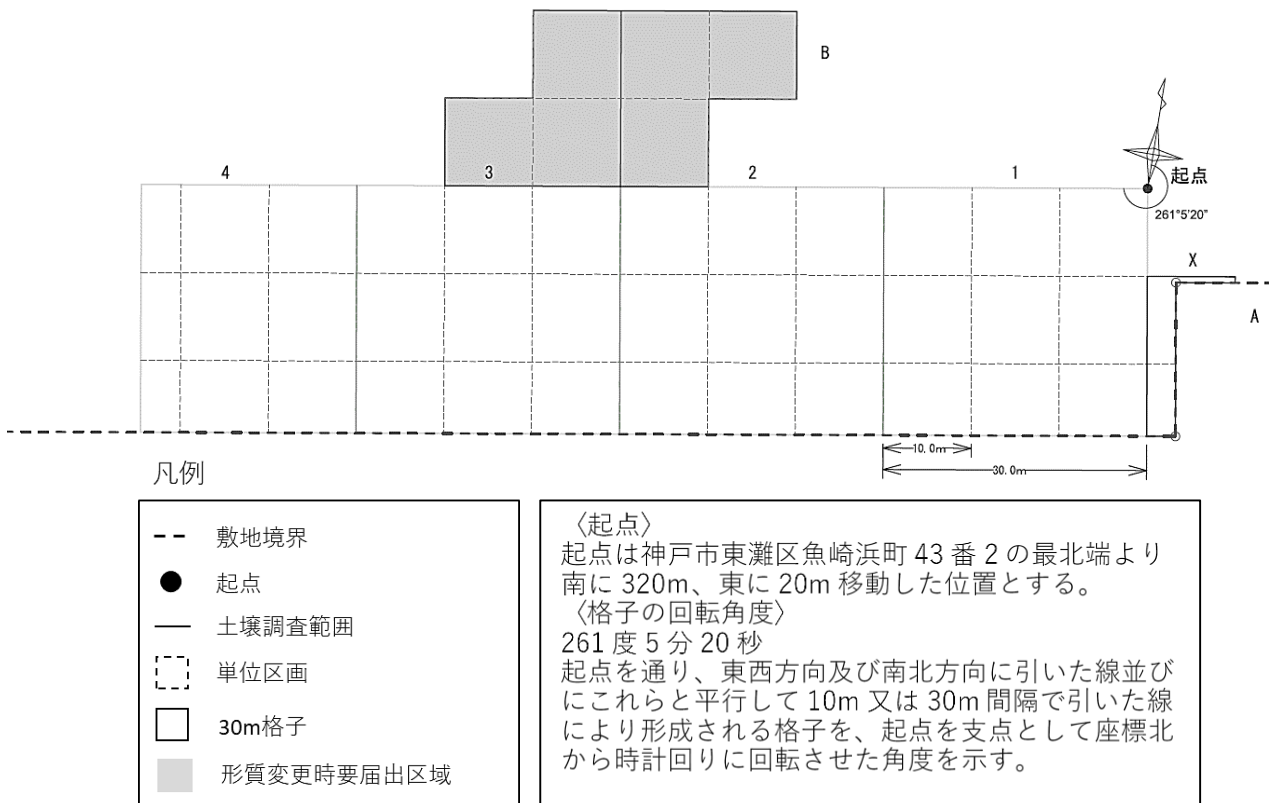 B
4
3
2
1
起点
261°5'20"
X
A
10.0m
30.0m
凡例
敷地境界
起点
土壌調査範囲
単位区画
30m格子
形質変更時要届出区域
〈起点〉
起点は神戸市東灘区魚崎浜町 43 番 2 の最北端より
南に 320m、東に 20m 移動した位置とする。
〈格子の回転角度〉
261 度 5 分 20 秒
起点を通り、東西方向及び南北方向に引いた線並び
にこれらと平行して 10m 又は 30m 間隔で引いた線
により形成される格子を、起点を支点として座標北
から時計回りに回転させた角度を示す。